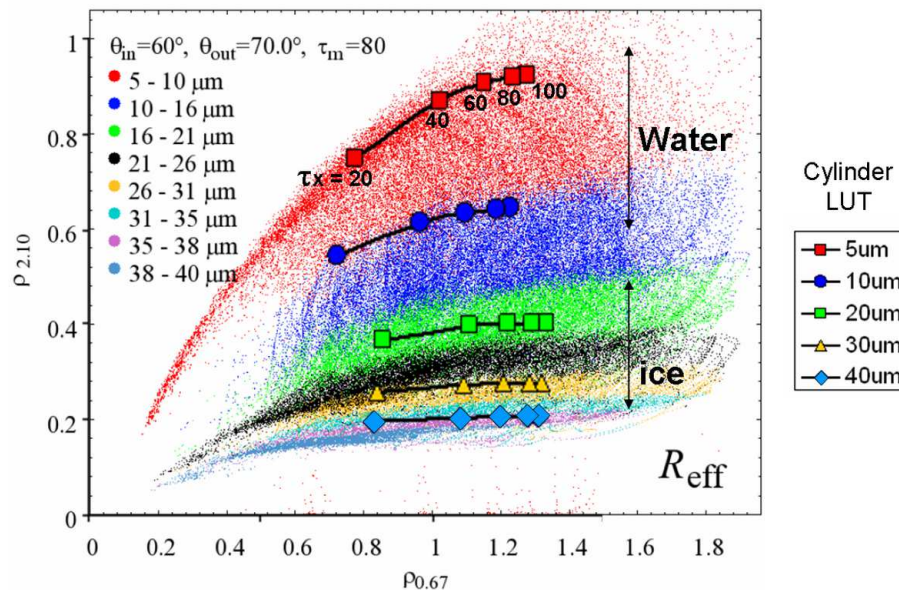 θin=60°, θout=70.0°, τm=80
5 - 10 µm
10 - 16 µm
16 - 21 µm
21 - 26 µm
26 - 31 µm
31 - 35 µm
35 - 38 µm
38 - 40 µm
τx = 20
40
60
80
100
Water
ice
Reff
ρ2.10
1
0.8
0.6
0.4
0.2
0
0 0.2 0.4 0.6 0.8 1 1.2 1.4 1.6 1.8
ρ0.67
Cylinder
LUT
5um
10um
20um
30um
40um